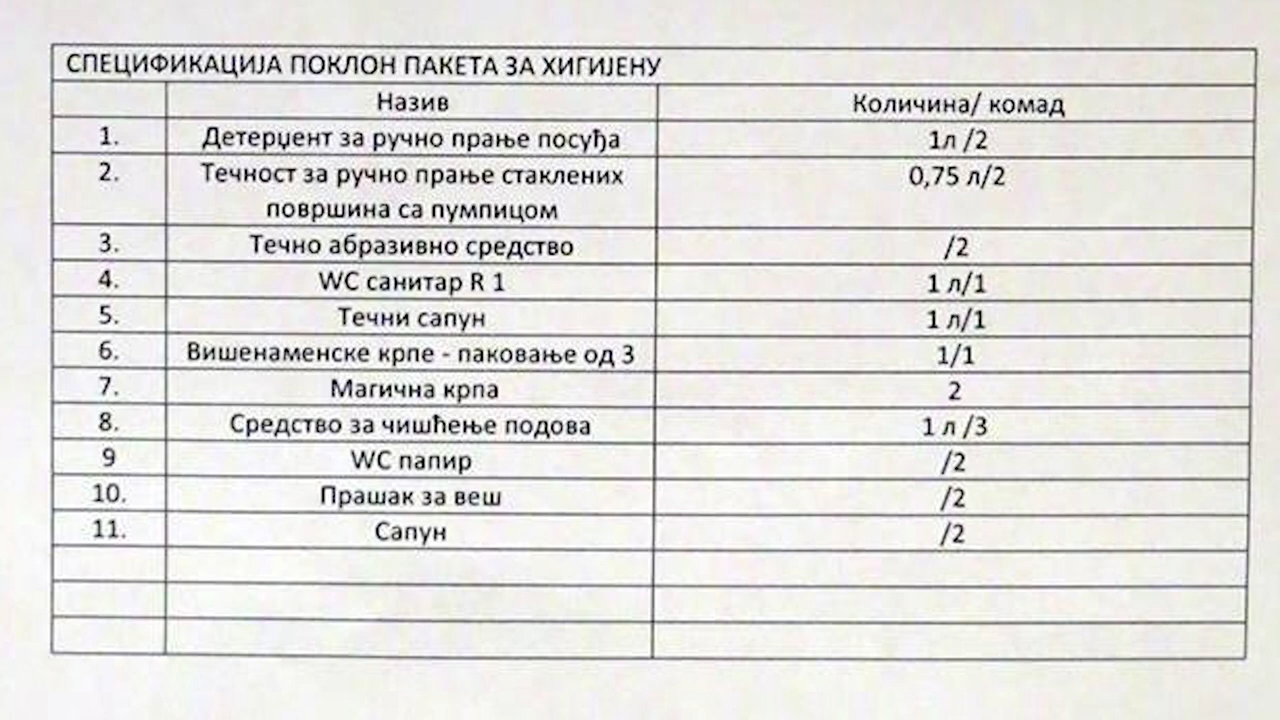 СПЕЦИФИКАЦИЈА ПОКЛОН ПАКЕТА ЗА ХИГИЈЕНУ
Назив Количина/ комад
1. Детерџент за ручно прање посуђа 1л /2
2. Течност за ручно прање стаклених 0,75 л/2
површина са пумпицом
3. Течно абразивно средство /2
4. WC санитар R 1 1 л/1
5. Течни сапун 1 л/1
6. Вишенаменске крпе - паковање од 3 1/1
7. Магична крпа 2
8. Средство за чишћење подова 1 л /3
9 WC папир /2
10. Прашак за веш /2
11. Сапун /2